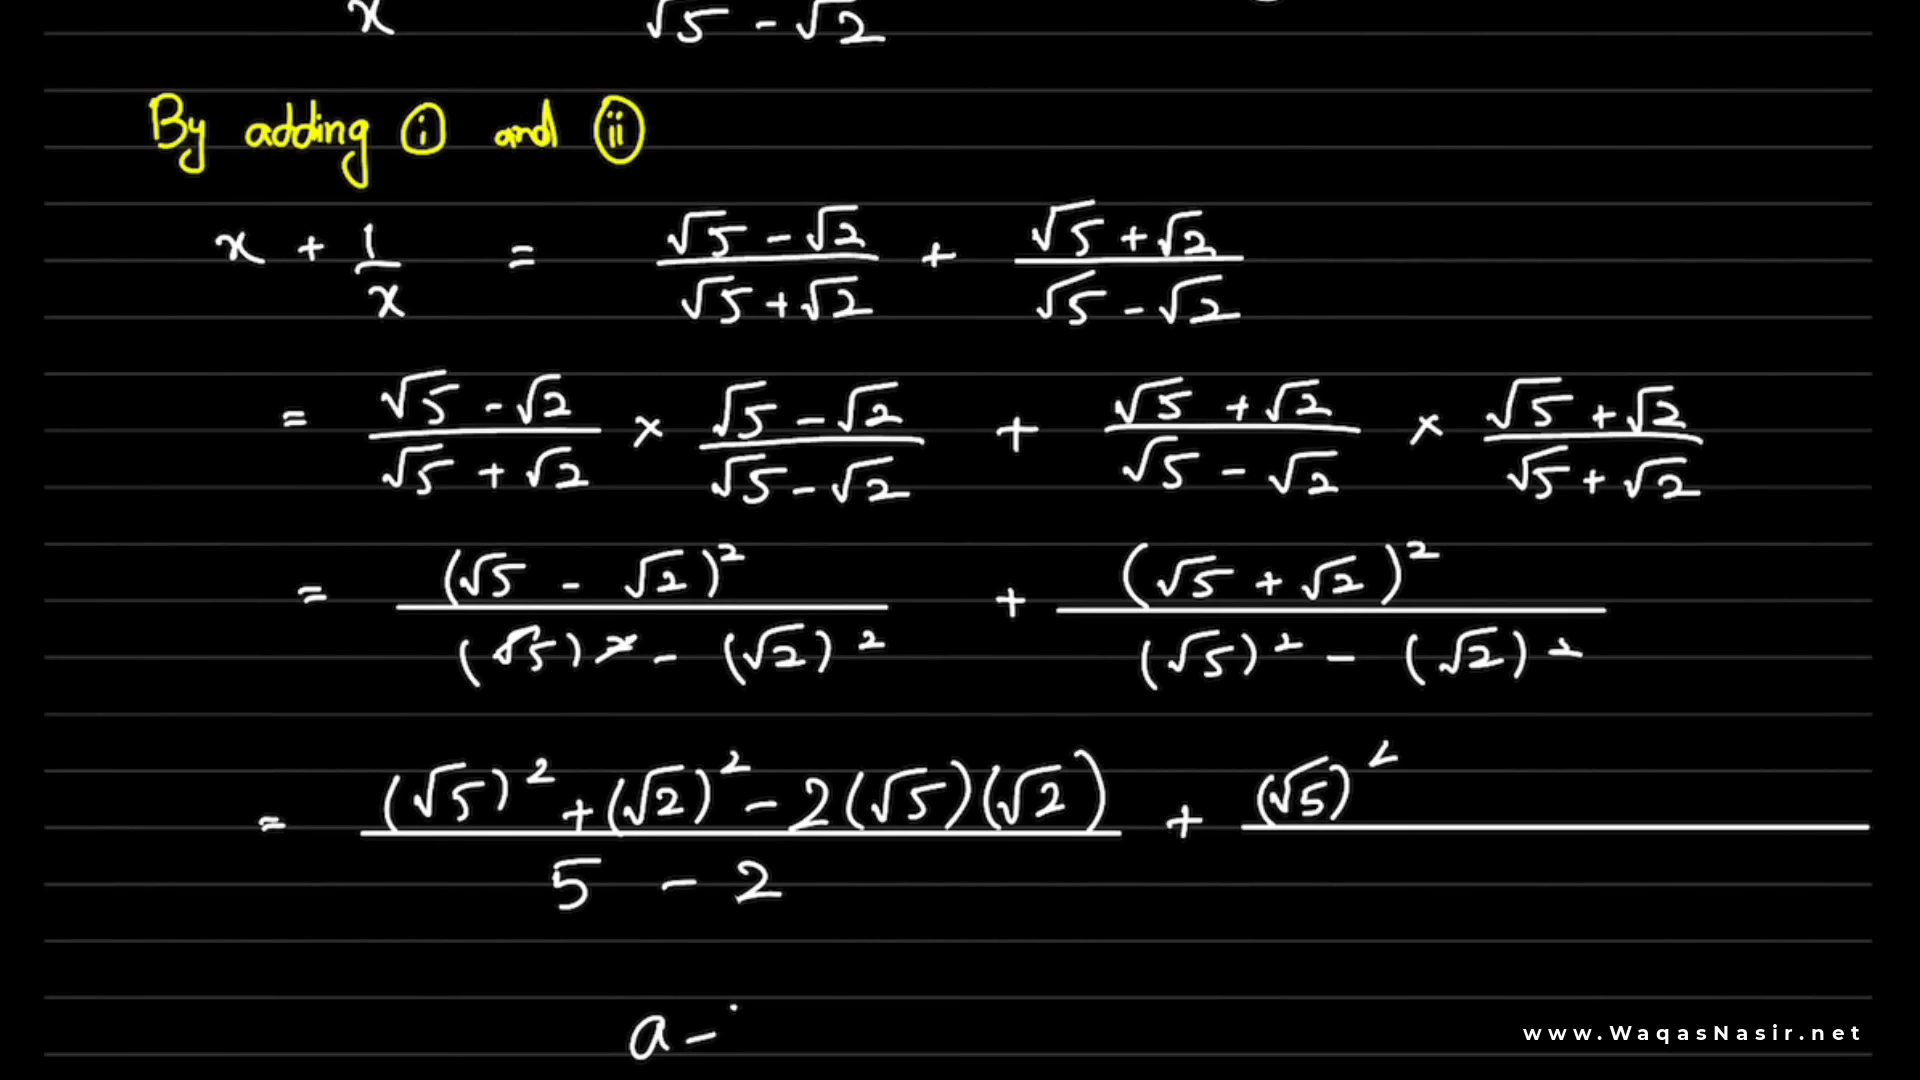 x √5 - √2
By adding (i) and (ii)
x + 1/x = (√5 - √2)/(√5 + √2) + (√5 + √2)/(√5 - √2)
= (√5 - √2)/(√5 + √2) × (√5 - √2)/(√5 - √2) + (√5 + √2)/(√5 - √2) × (√5 + √2)/(√5 + √2)
= (√5 - √2)²/((√5)² - (√2)²) + (√5 + √2)²/((√5)² - (√2)²)
= ((√5)² + (√2)² - 2(√5)(√2))/(5 - 2) + (√5)²
a -
www.WaqasNasir.net